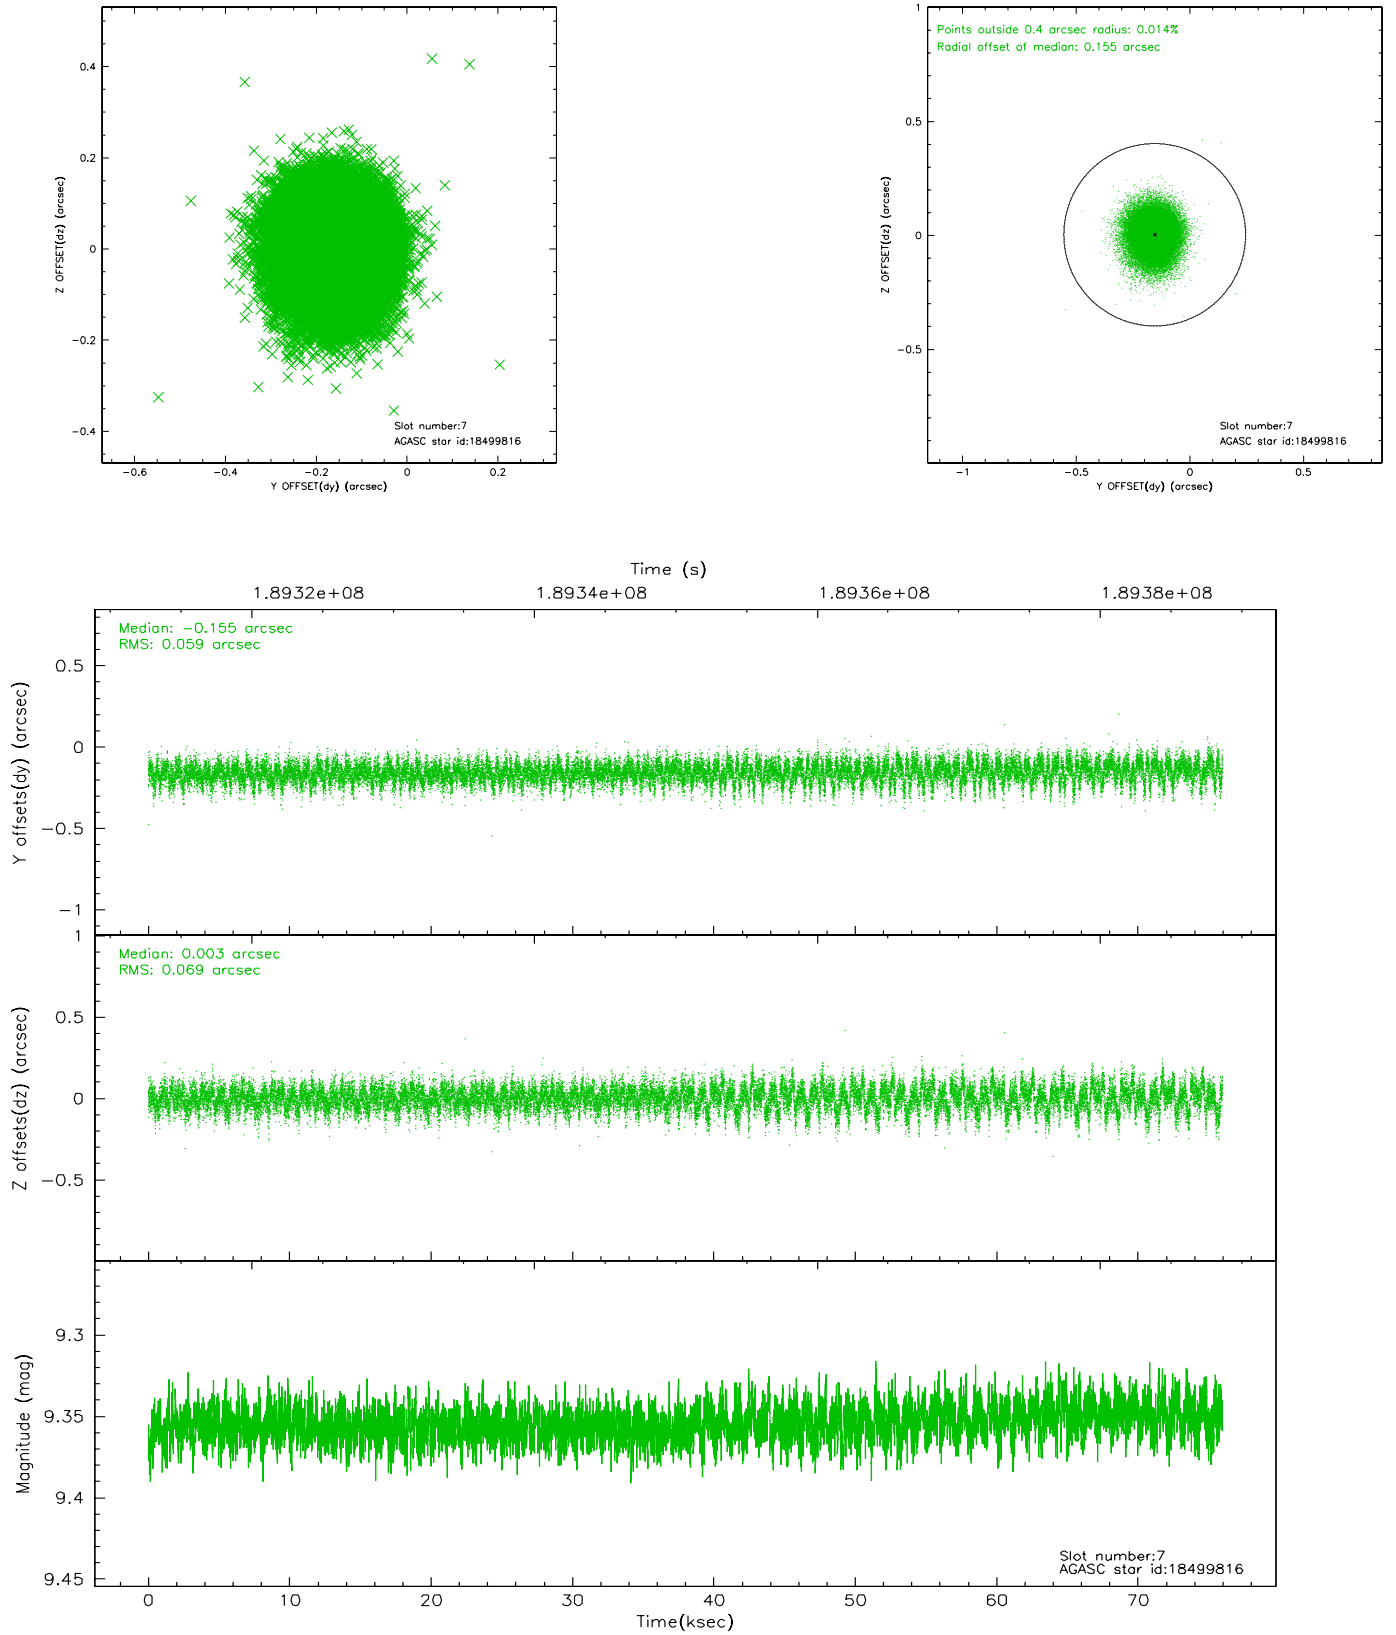 0.4
0.2
0
−0.2
−0.4
Z OFFSET(dz) (arcsec)
Slot number:7
AGASC star id:18499816
−0.6
−0.4
−0.2
0
0.2
Y OFFSET(dy) (arcsec)
Points outside 0.4 arcsec radius: 0.014%
Radial offset of median: 0.155 arcsec
1
0.5
0
−0.5
Z OFFSET(dz) (arcsec)
Slot number:7
AGASC star id:18499816
−1
−0.5
0
0.5
Y OFFSET(dy) (arcsec)
Time (s)
1.8932e+08
1.8934e+08
1.8936e+08
1.8938e+08
Median: −0.155 arcsec
RMS: 0.059 arcsec
0.5
0
−0.5
−1
Y offsets(dy) (arcsec)
Median: 0.003 arcsec
RMS: 0.069 arcsec
1
0.5
0
−0.5
Z offsets(dz) (arcsec)
9.3
9.35
9.4
9.45
Magnitude (mag)
Slot number:7
AGASC star id:18499816
0
10
20
30
40
50
60
70
Time(ksec)